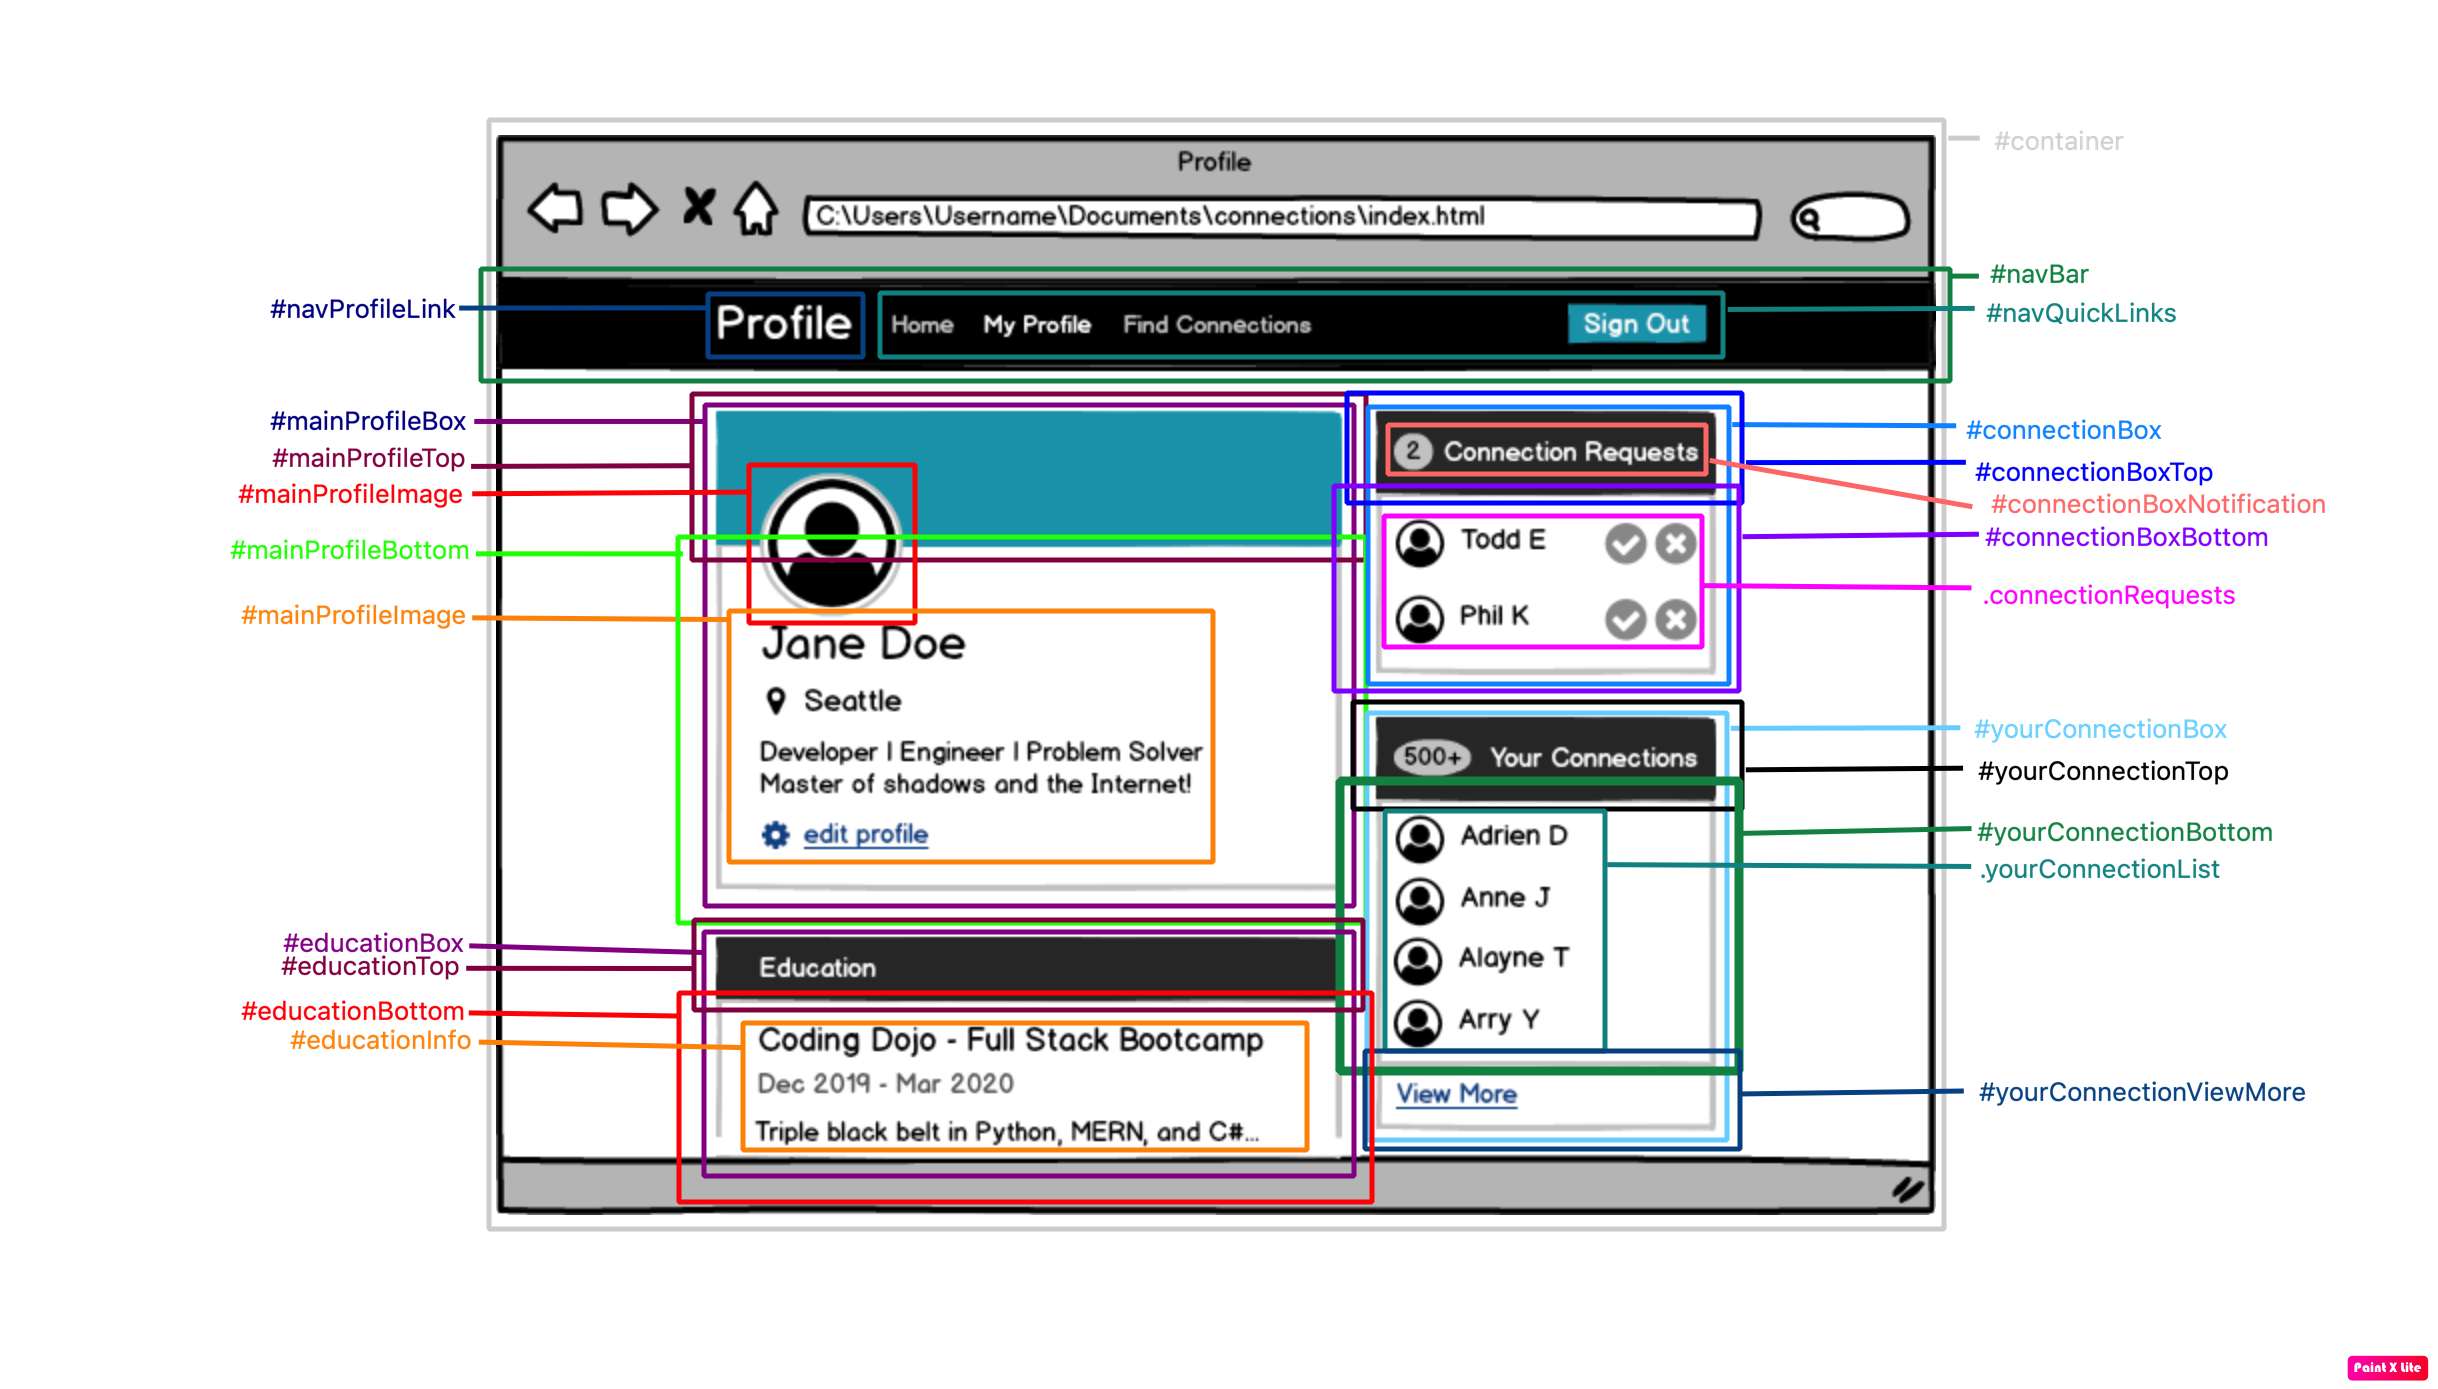 #container
Profile
C:\Users\Username\Documents\connections\index.html
#navBar
#navProfileLink
Profile
Home
My Profile
Find Connections
Sign Out
#navQuickLinks
#mainProfileBox
#mainProfileTop
#mainProfileImage
#mainProfileBottom
#mainProfileImage
Jane Doe
Seattle
Developer | Engineer | Problem Solver
Master of shadows and the Internet!
edit profile
2 Connection Requests
Todd E
Phil K
#connectionBox
#connectionBoxTop
#connectionBoxNotification
#connectionBoxBottom
.connectionRequests
500+ Your Connections
Adrien D
Anne J
Alayne T
Arry Y
View More
#yourConnectionBox
#yourConnectionTop
#yourConnectionBottom
.yourConnectionList
#yourConnectionViewMore
#educationBox
#educationTop
#educationBottom
#educationInfo
Education
Coding Dojo - Full Stack Bootcamp
Dec 2019 - Mar 2020
Triple black belt in Python, MERN, and C#...
Paint X Lite